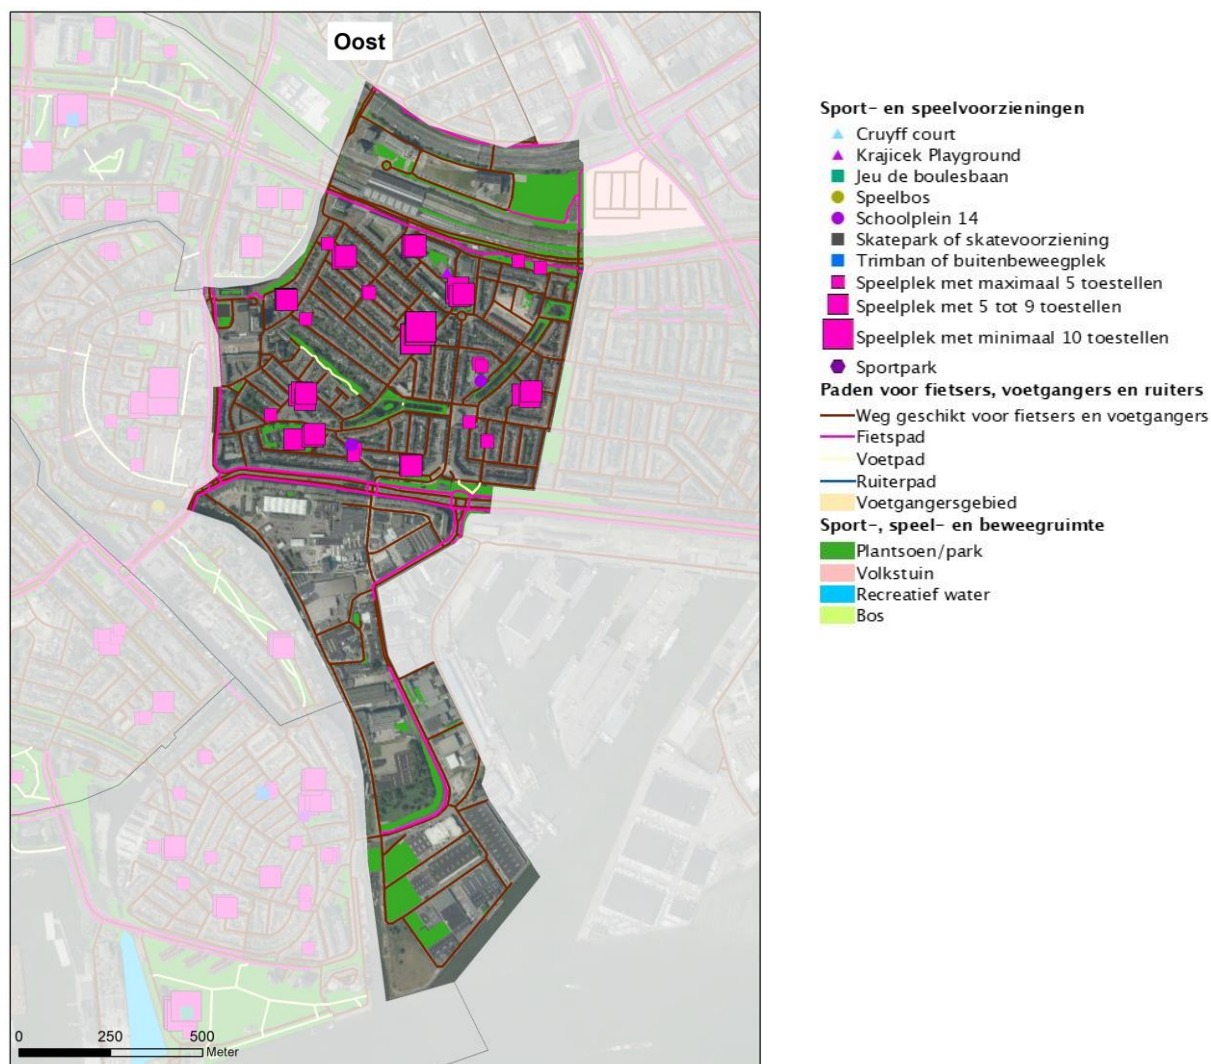 Oost
Sport- en speelvoorzieningen
Cruyff court
Krajicek Playground
Jeu de boulesbaan
Speelbos
Schoolplein 14
Skatepark of skatevoorziening
Trimban of buitenbeweegplek
Speelplek met maximaal 5 toestellen
Speelplek met 5 tot 9 toestellen
Speelplek met minimaal 10 toestellen
Sportpark
Paden voor fietsers, voetgangers en ruiters
Weg geschikt voor fietsers en voetgangers
Fietspad
Voetpad
Ruiterpad
Voetgangersgebied
Sport-, speel- en beweegruimte
Plantsoen/park
Volkstuin
Recreatief water
Bos
0 250 500
Meter